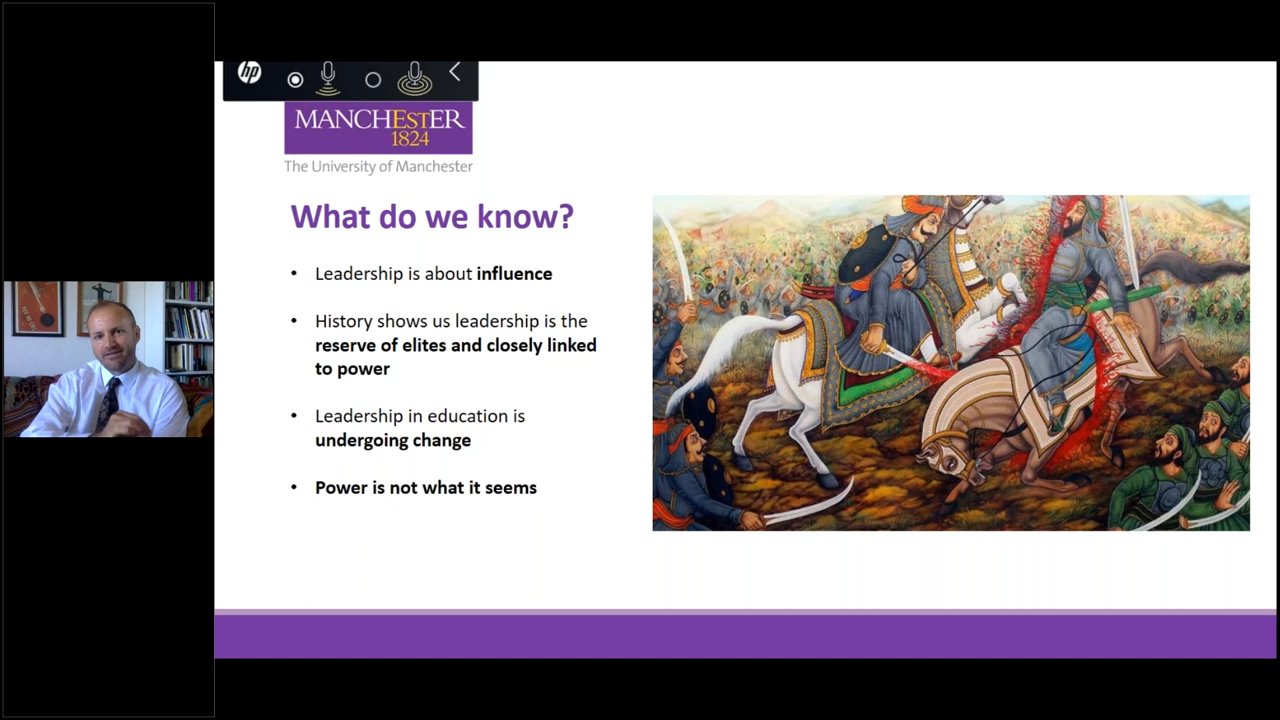 hp
MANCHEstER
1824
The University of Manchester
What do we know?
• Leadership is about influence
• History shows us leadership is the
reserve of elites and closely linked
to power
• Leadership in education is
undergoing change
• Power is not what it seems